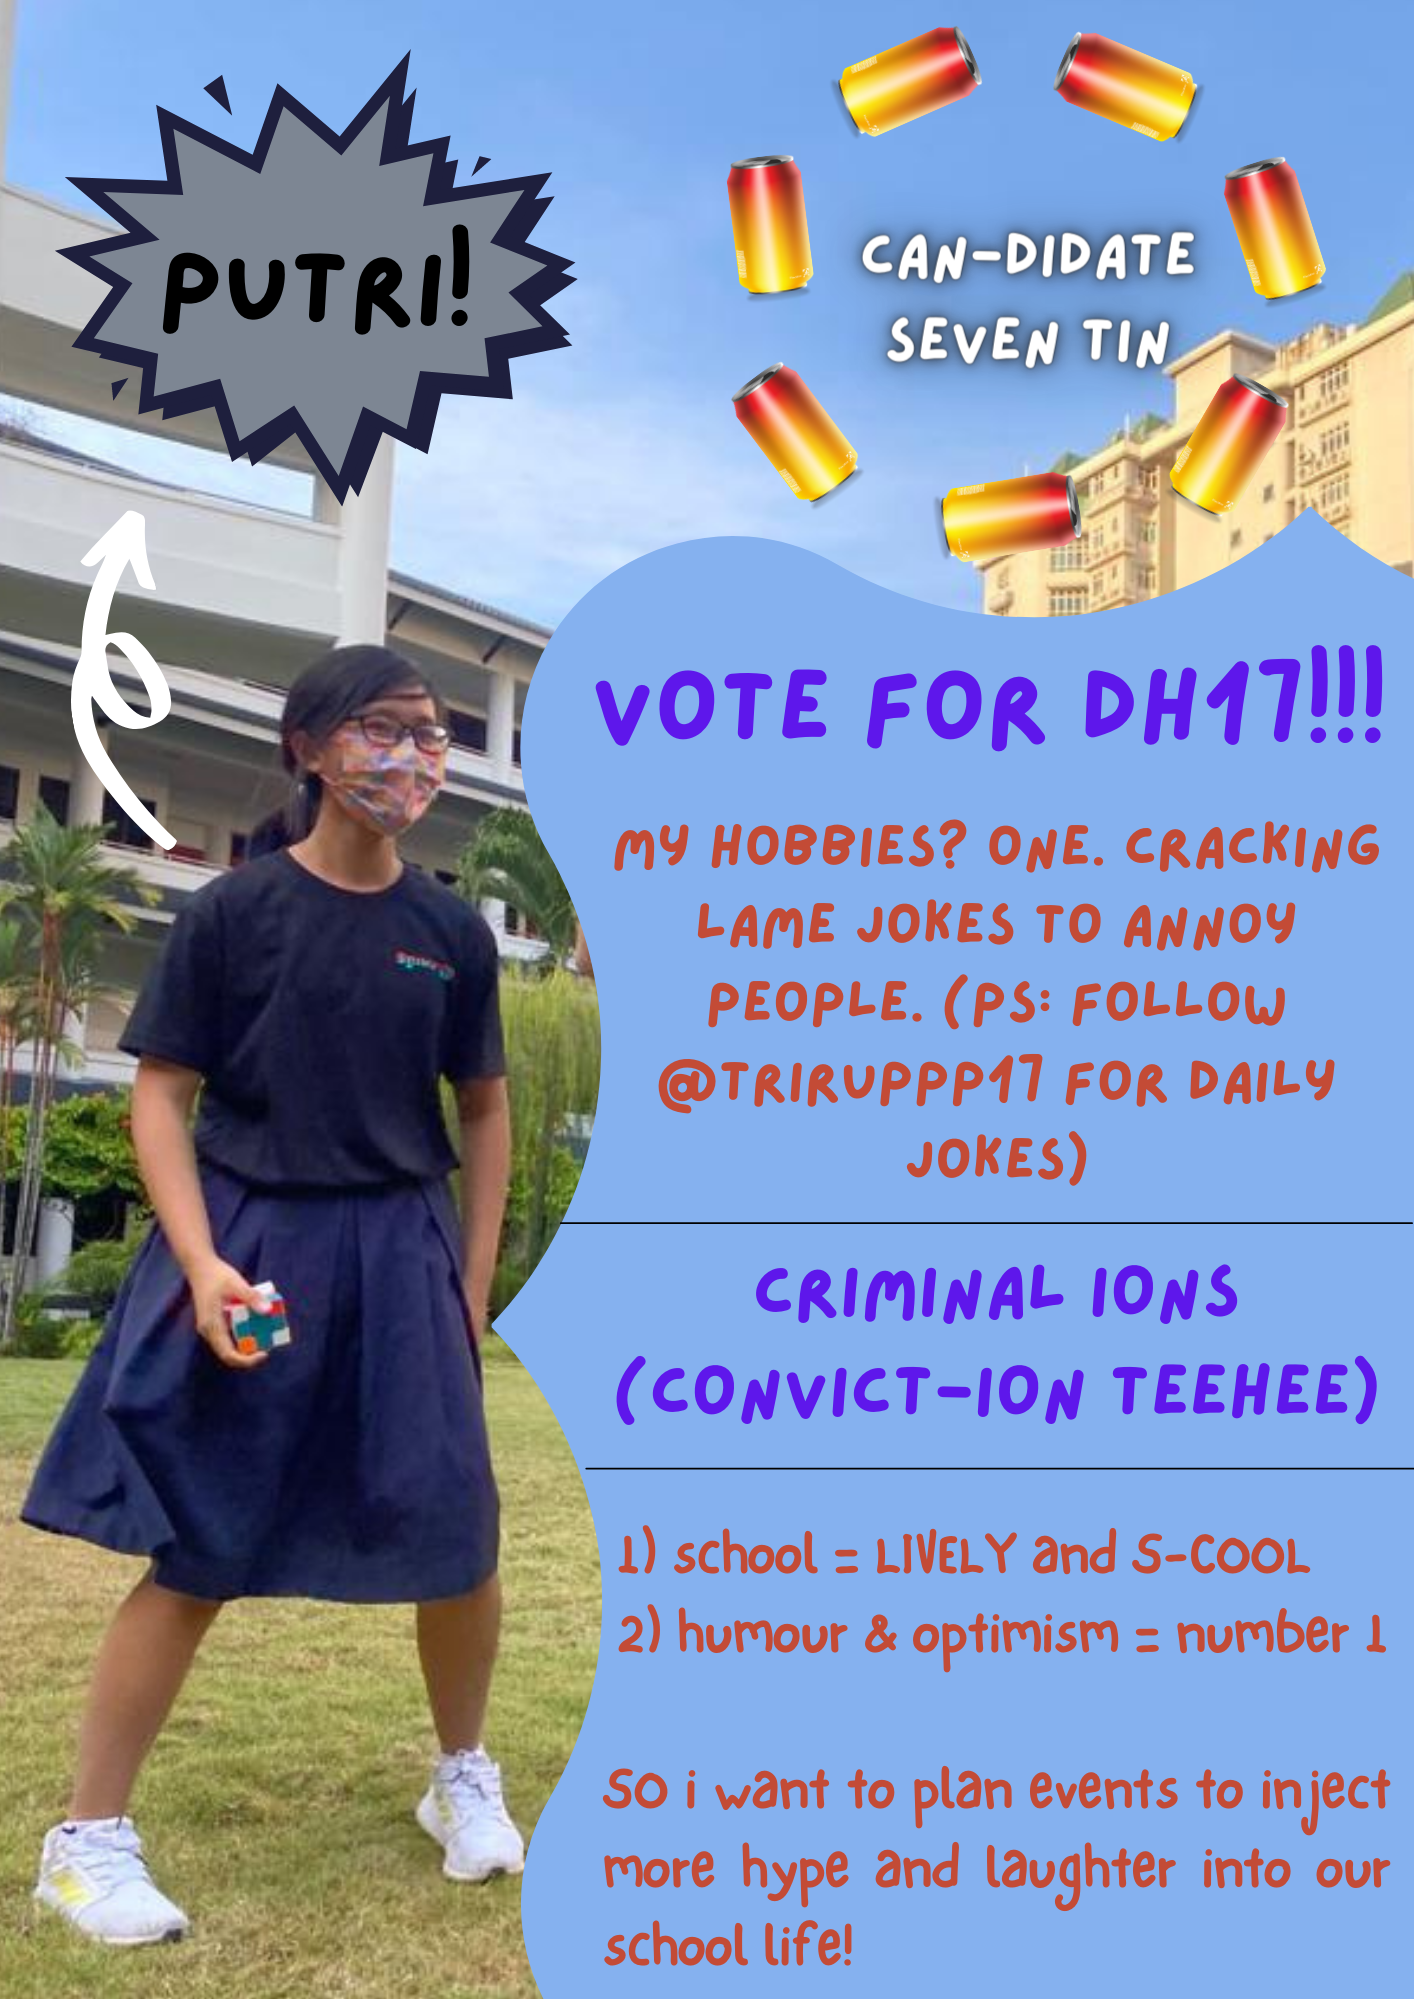 PUTRI!
CAN-DIDATE
SEVEN TIN
VOTE FOR DH17!!!
MY HOBBIES? ONE. CRACKING
LAME JOKES TO ANNOY
PEOPLE. (PS: FOLLOW
@TRIRUPPP17 FOR DAILY
JOKES)
CRIMINAL IONS
(CONVICT-ION TEEHEE)
1) school = LIVELY and S-COOL
2) humour & optimism = number 1
SO i want to plan events to inject
more hype and laughter into our
school life!